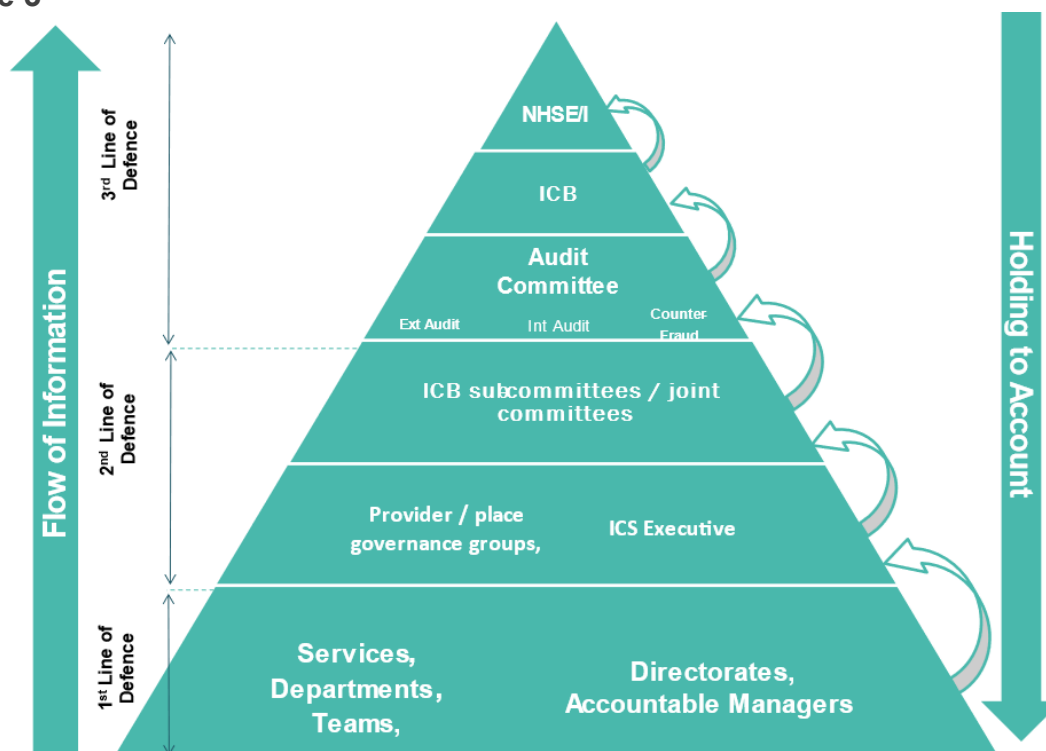 Flow of Information
3rd Line of
Defence
2nd Line of
Defence
1st Line of
Defence
NHSE/I
ICB
Audit
Committee
Ext Audit
Int Audit
Counter-
Fraud
ICB subcommittees / joint
committees
Provider / place
governance groups,
ICS Executive
Services,
Departments,
Teams,
Directorates,
Accountable Managers
Holding to Account